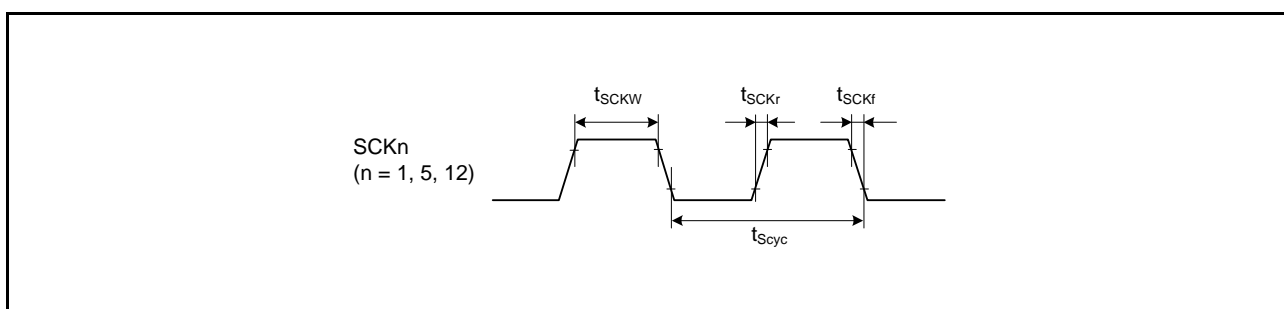 tSCKW
tSCKr
tSCKf
SCKn
(n = 1, 5, 12)
tScyc